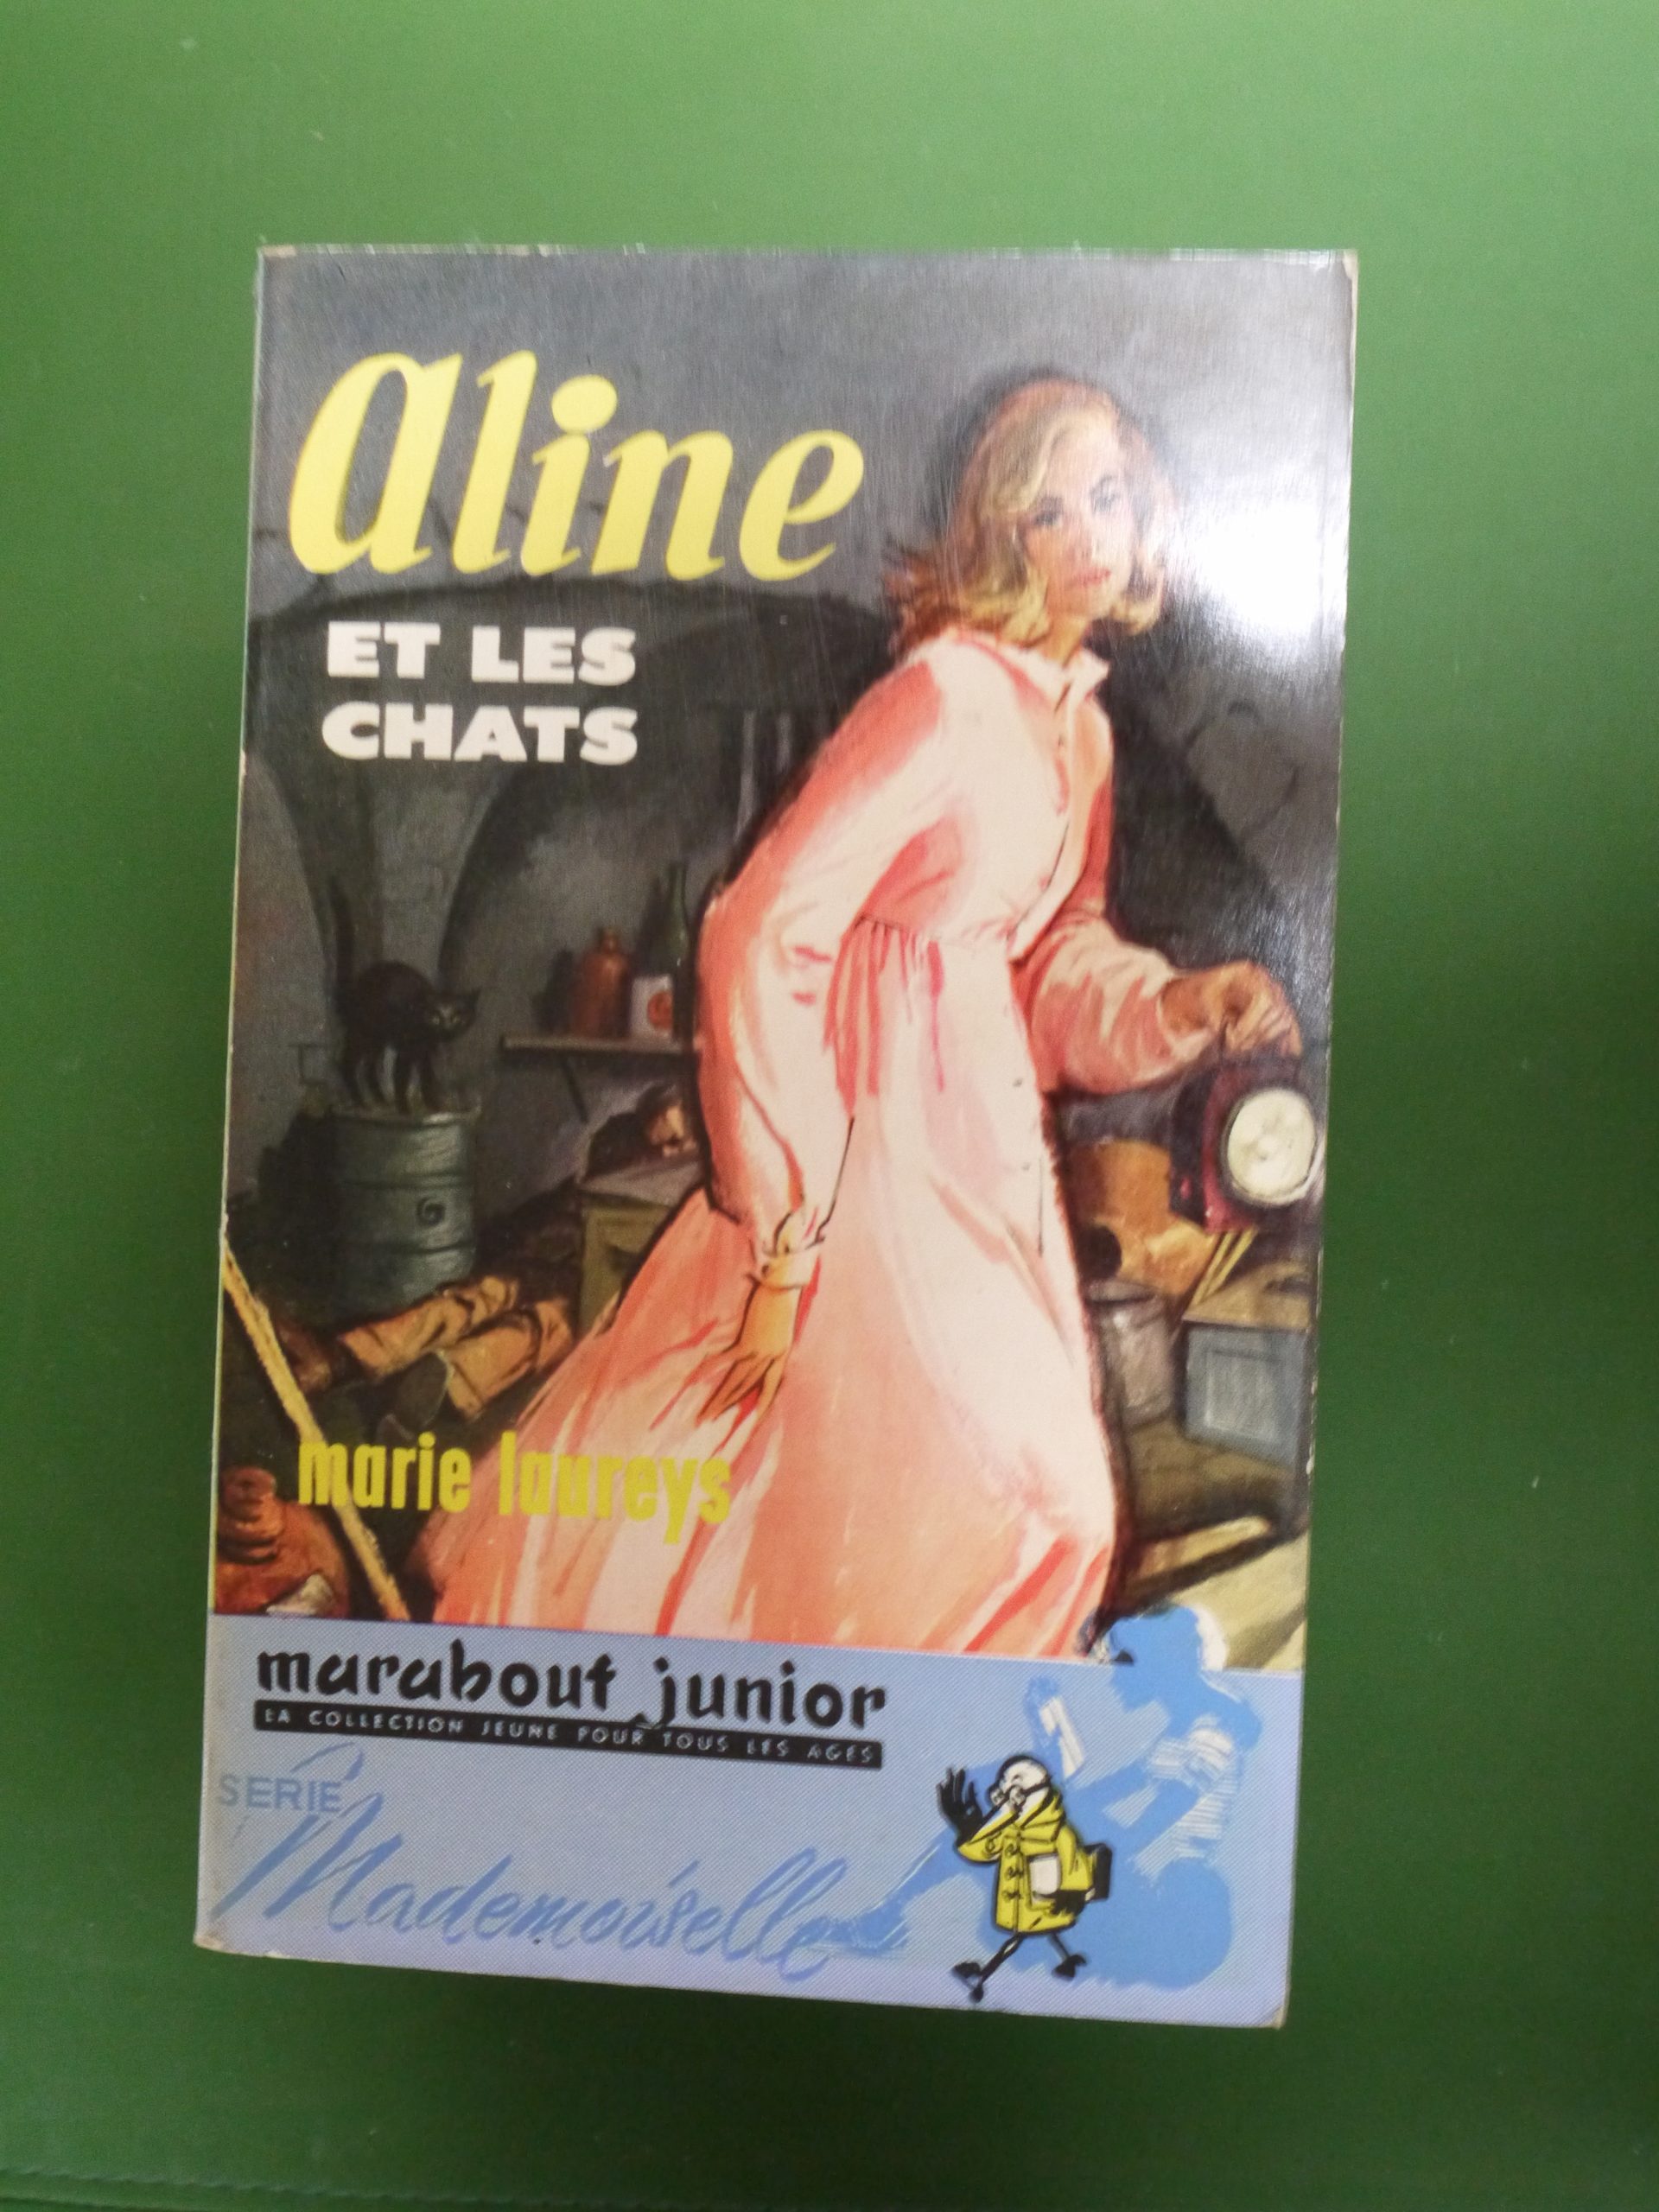 aline
ET LES
CHATS
marie laureys
marabout junior
LA COLLECTION JEUNE POUR TOUS LES AGES
SERIE
Mademoiselle